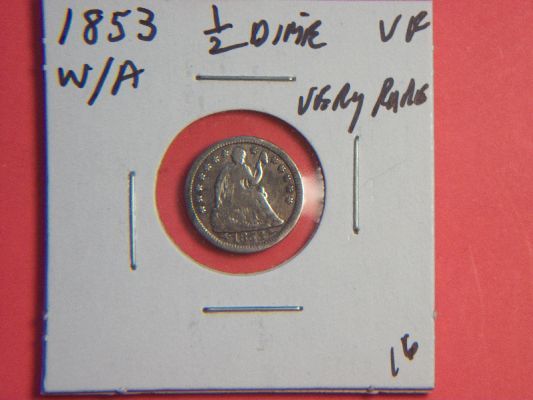 1853 ½ DIME VF
W/A
VERY RARE
16